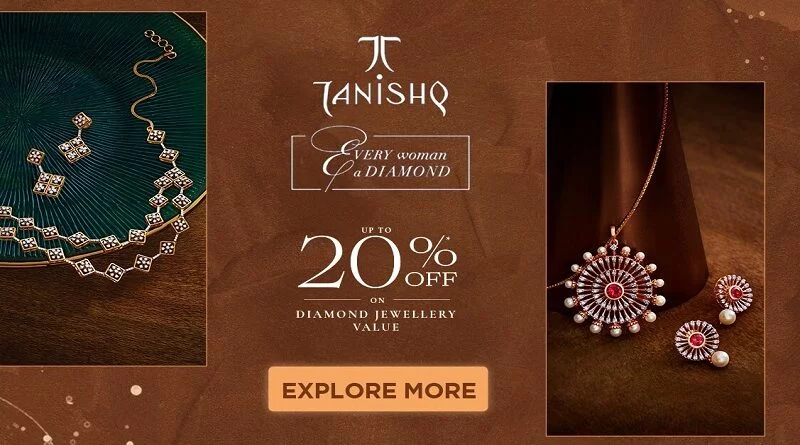 TANISHQ
EVERY woman
a DIAMOND
UP TO
20%*
OFF
ON
DIAMOND JEWELLERY
VALUE
EXPLORE MORE